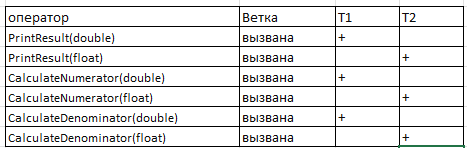 оператор Ветка T1 T2
PrintResult(double) вызвана +
PrintResult(float) вызвана +
CalculateNumerator(double) вызвана +
CalculateNumerator(float) вызвана +
CalculateDenominator(double) вызвана +
CalculateDenominator(float) вызвана +